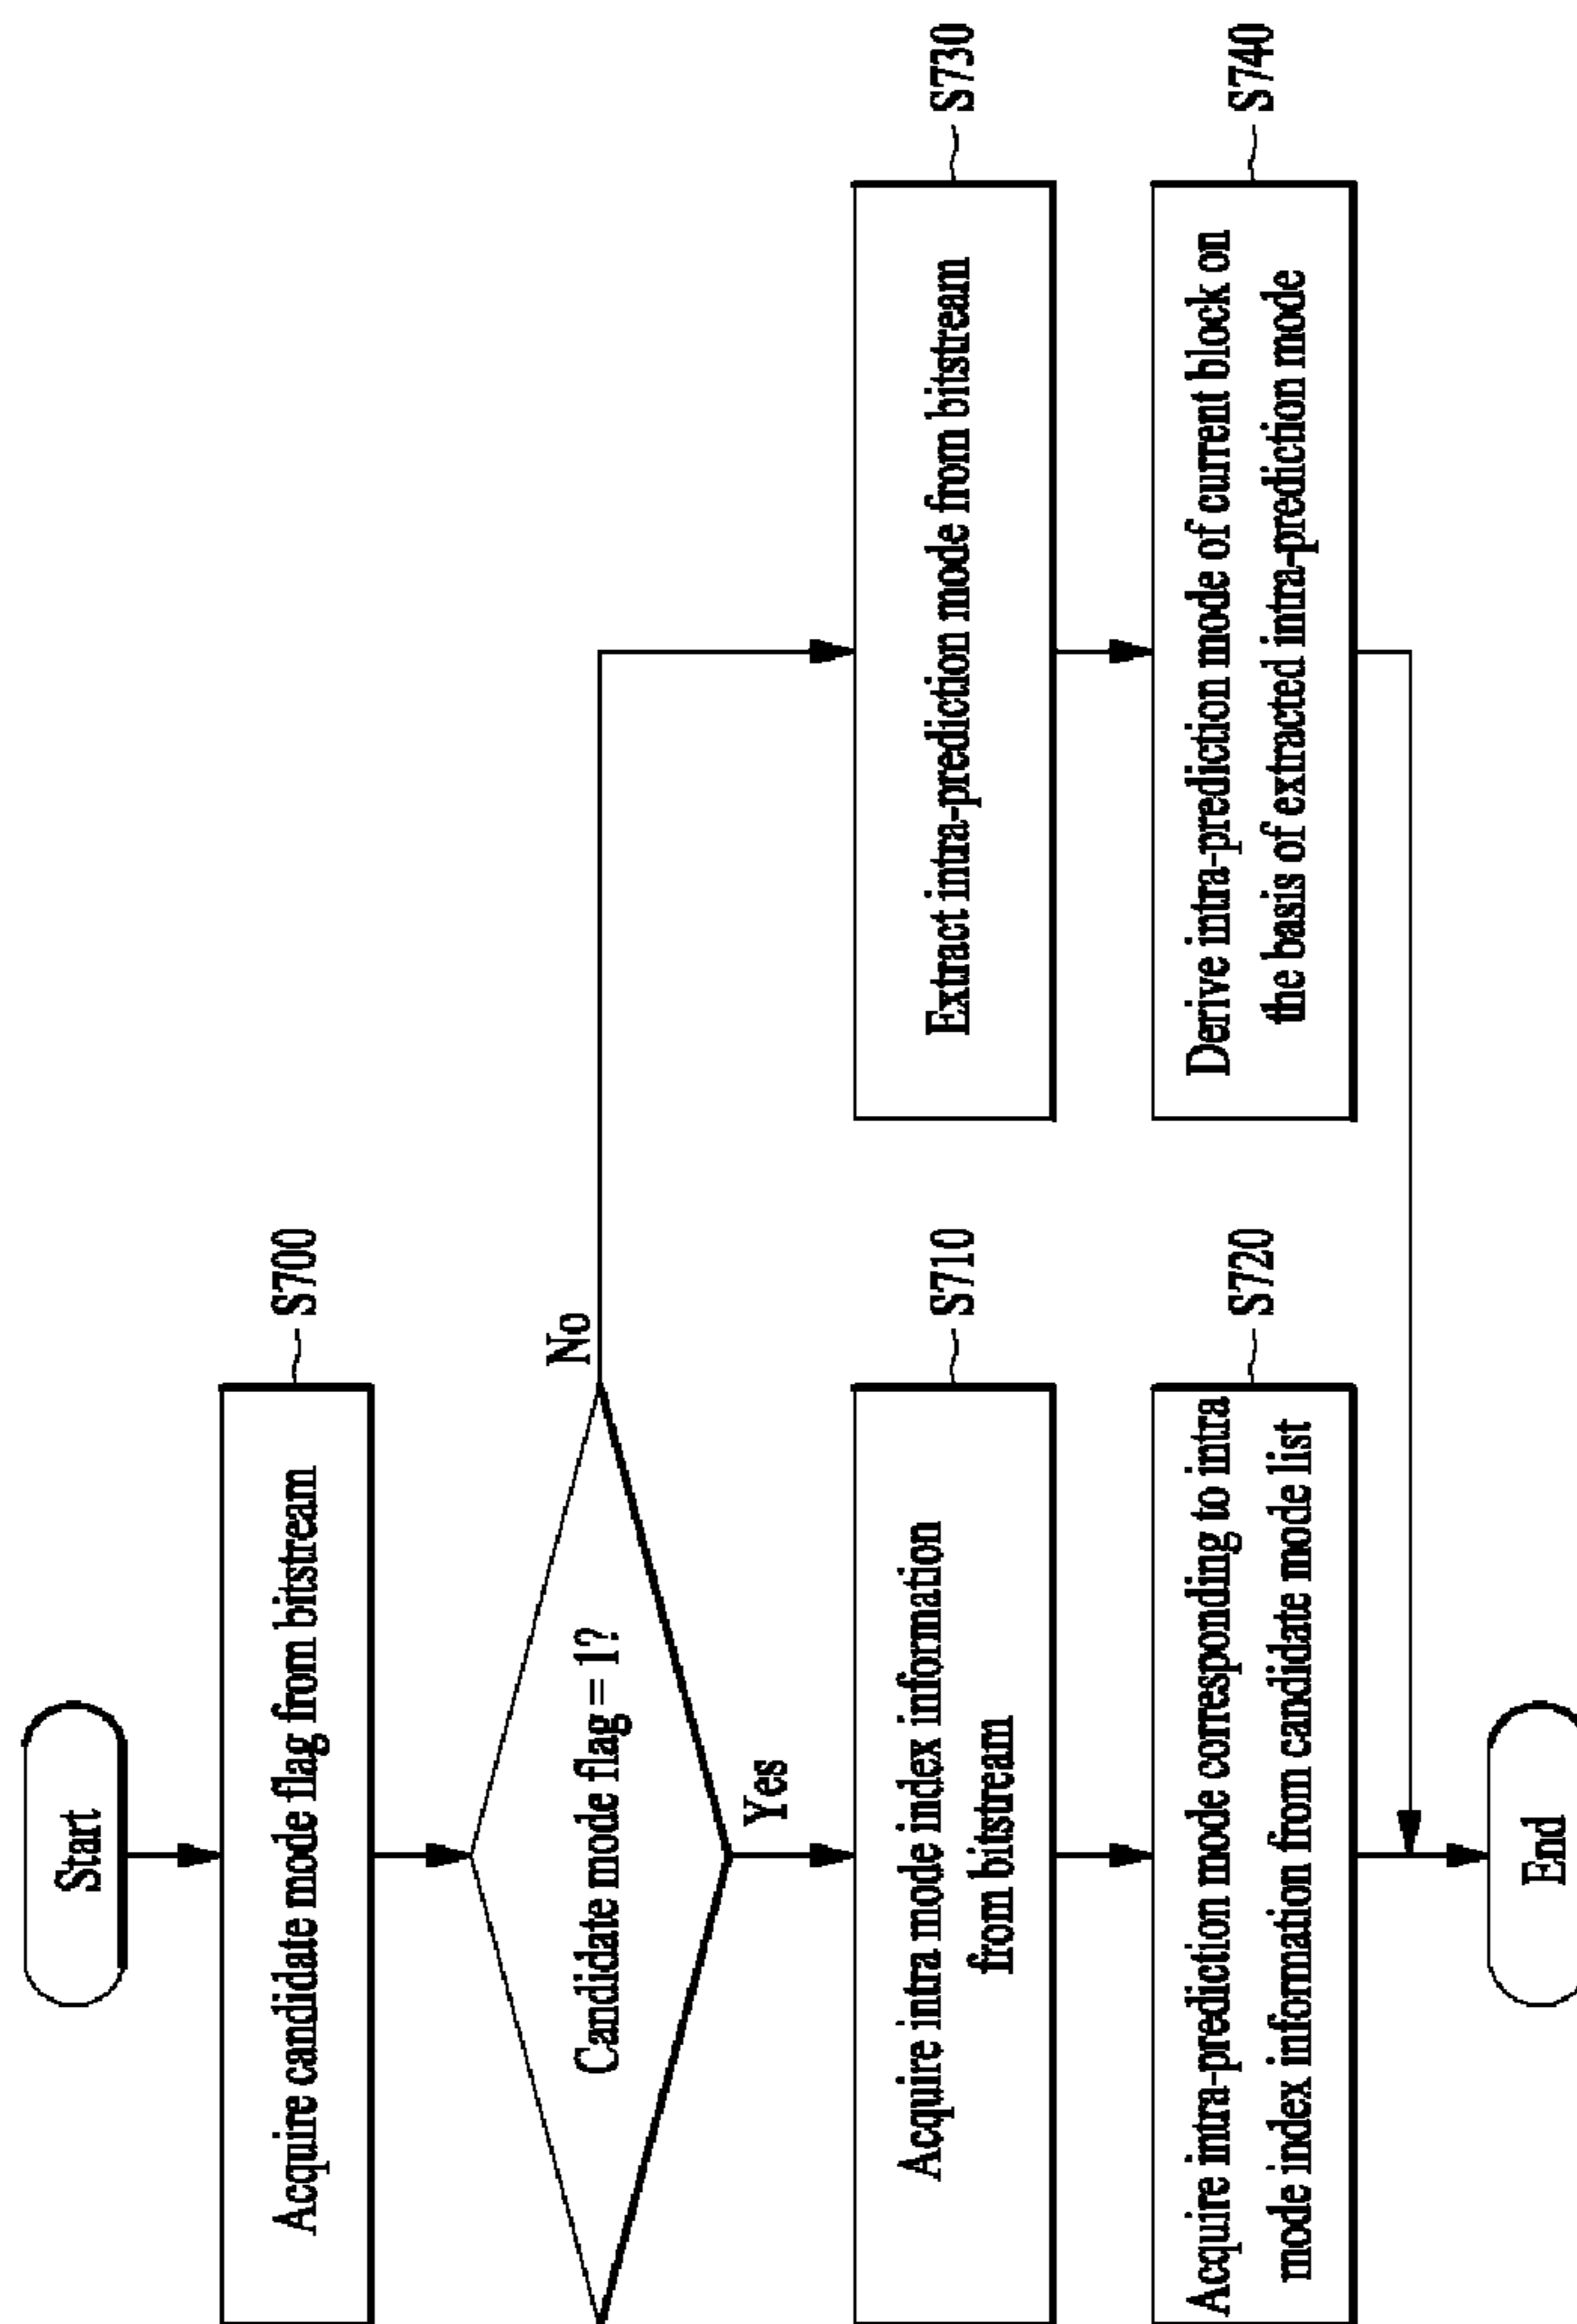 Start
Acquire candidate mode flag from bitstream
S700
Candidate mode flag = 1?
No
Yes
Acquire intra mode index information
from bitstream
S710
Extract intra-prediction mode from bitstream
S730
Acquire intra-prediction mode corresponding to intra
mode index information from candidate mode list
S720
Derive intra-prediction mode of current block on
the basis of extracted intra-prediction mode
S740
End